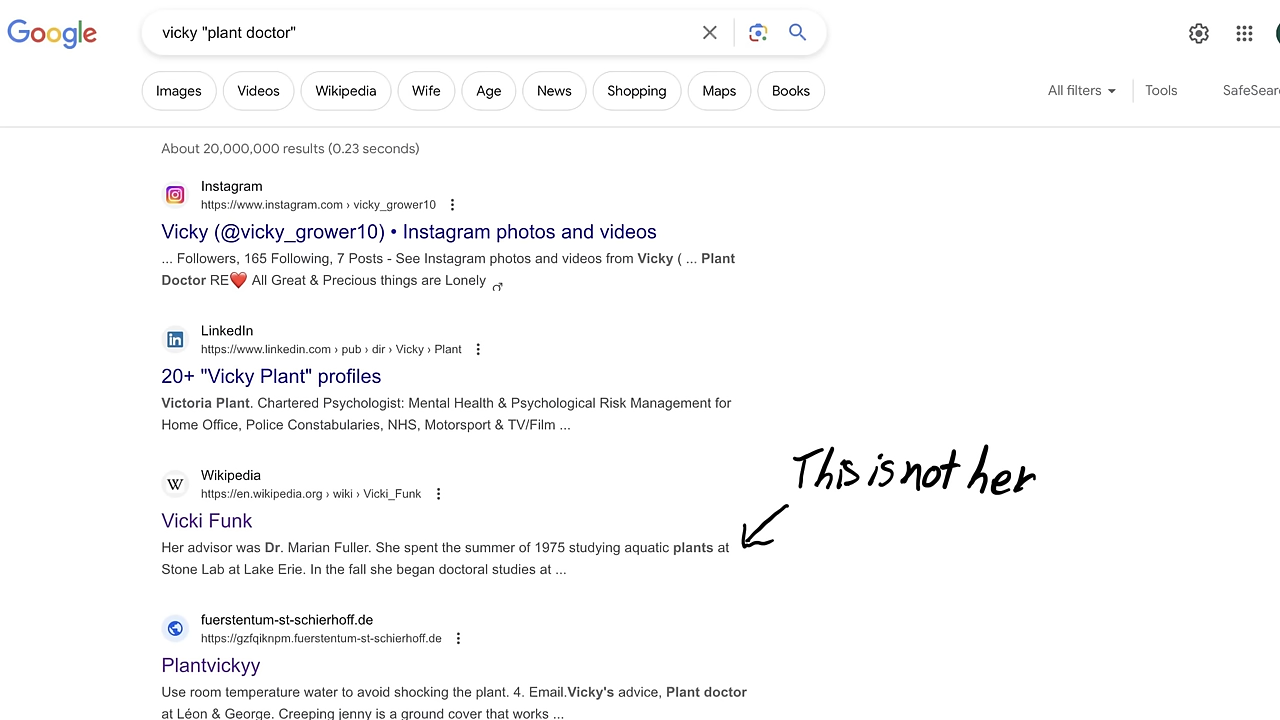 Google
vicky "plant doctor"
Images Videos Wikipedia Wife Age News Shopping Maps Books All filters Tools SafeSear
About 20,000,000 results (0.23 seconds)
Instagram
https://www.instagram.com › vicky_grower10
Vicky (@vicky_grower10) • Instagram photos and videos
... Followers, 165 Following, 7 Posts - See Instagram photos and videos from Vicky ( ... Plant
Doctor RE❤️ All Great & Precious things are Lonely ♂
LinkedIn
https://www.linkedin.com › pub › dir › Vicky › Plant
20+ "Vicky Plant" profiles
Victoria Plant. Chartered Psychologist: Mental Health & Psychological Risk Management for
Home Office, Police Constabularies, NHS, Motorsport & TV/Film ...
This is not her
Wikipedia
https://en.wikipedia.org › wiki › Vicki_Funk
Vicki Funk
Her advisor was Dr. Marian Fuller. She spent the summer of 1975 studying aquatic plants at
Stone Lab at Lake Erie. In the fall she began doctoral studies at ...
fuerstentum-st-schierhoff.de
https://gzfqiknpm.fuerstentum-st-schierhoff.de
Plantvickyy
Use room temperature water to avoid shocking the plant. 4. Email.Vicky's advice, Plant doctor
at Léon & George. Creeping jenny is a ground cover that works ...